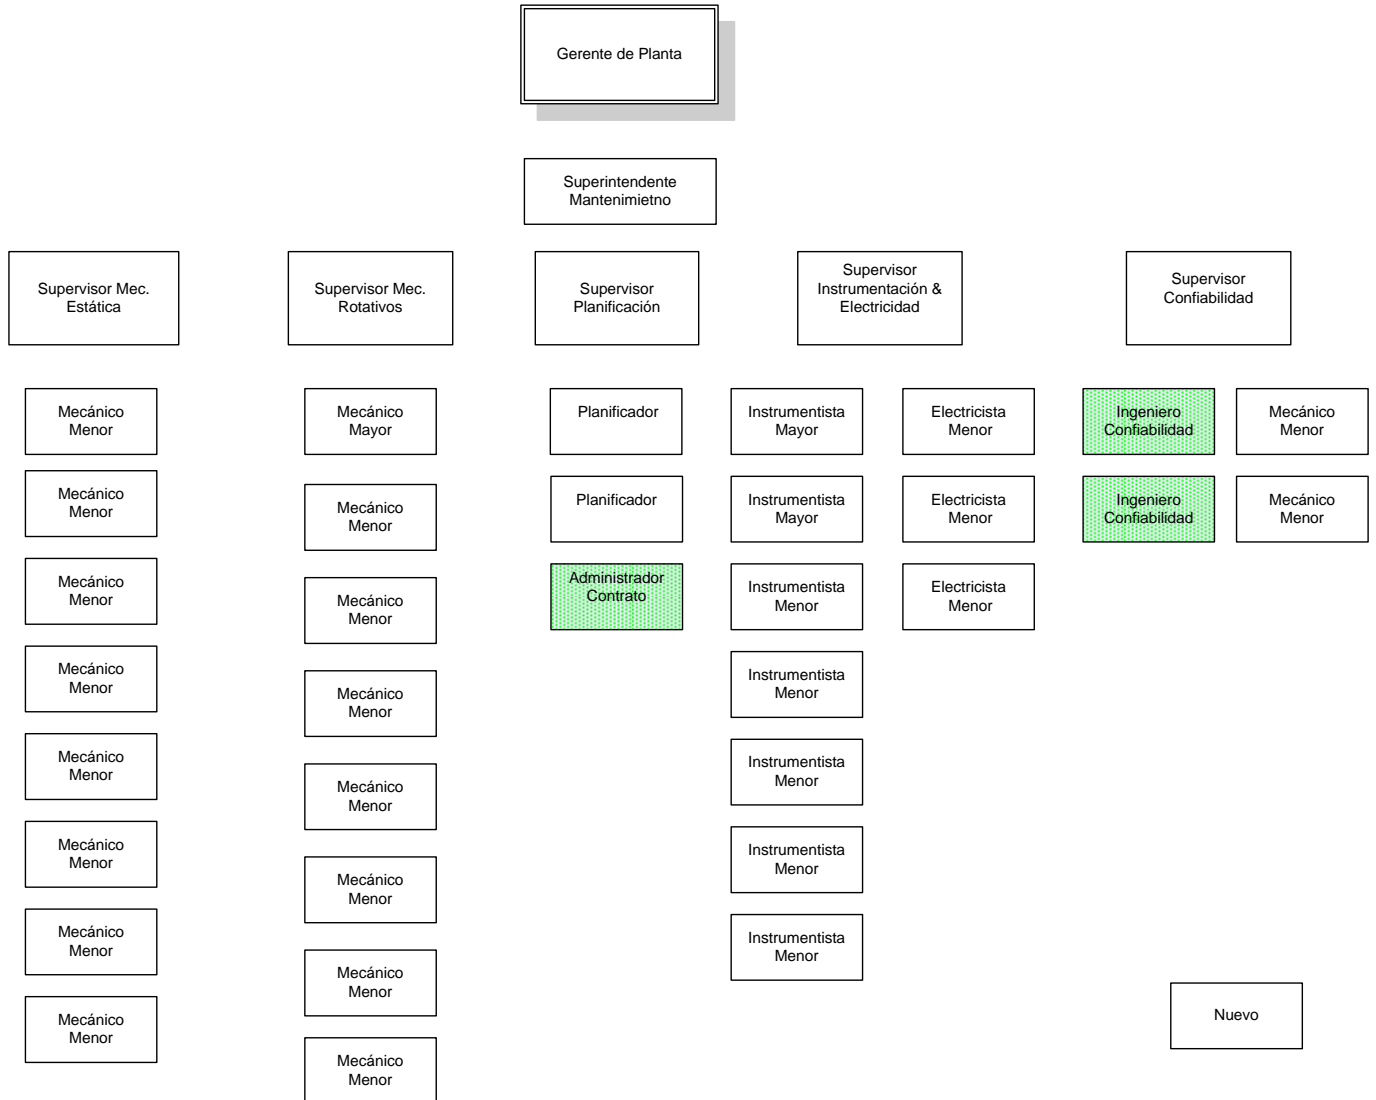 Gerente de Planta
Superintendente
Mantenimietno
Supervisor Mec.
Estática
Supervisor Mec.
Rotativos
Supervisor
Planificación
Supervisor
Instrumentación &
Electricidad
Supervisor
Confiabilidad
Mecánico
Menor
Mecánico
Menor
Mecánico
Menor
Mecánico
Menor
Mecánico
Menor
Mecánico
Menor
Mecánico
Menor
Mecánico
Menor
Mecánico
Mayor
Mecánico
Menor
Mecánico
Menor
Mecánico
Menor
Mecánico
Menor
Mecánico
Menor
Mecánico
Menor
Mecánico
Menor
Planificador
Planificador
Administrador
Contrato
Instrumentista
Mayor
Instrumentista
Mayor
Instrumentista
Menor
Instrumentista
Menor
Instrumentista
Menor
Instrumentista
Menor
Instrumentista
Menor
Electricista
Menor
Electricista
Menor
Electricista
Menor
Ingeniero
Confiabilidad
Ingeniero
Confiabilidad
Mecánico
Menor
Mecánico
Menor
Nuevo